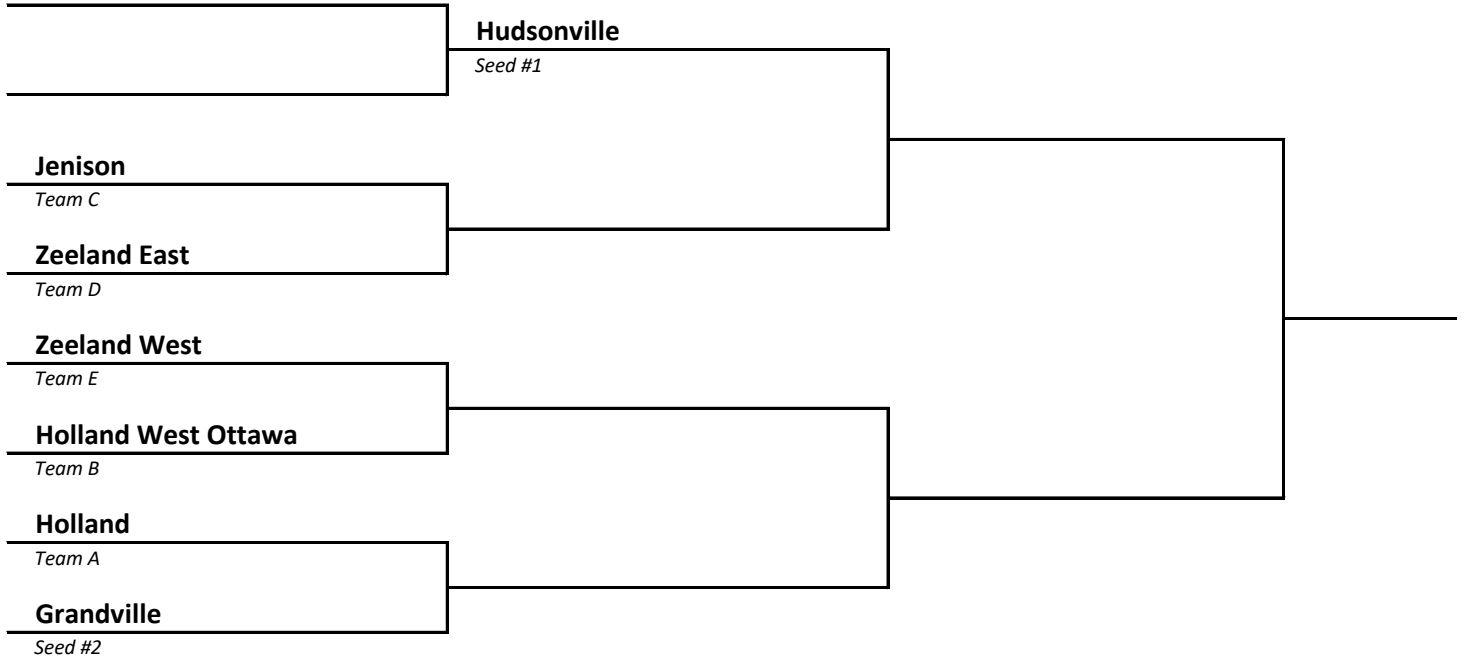 Hudsonville
Seed #1
Jenison
Team C
Zeeland East
Team D
Zeeland West
Team E
Holland West Ottawa
Team B
Holland
Team A
Grandville
Seed #2